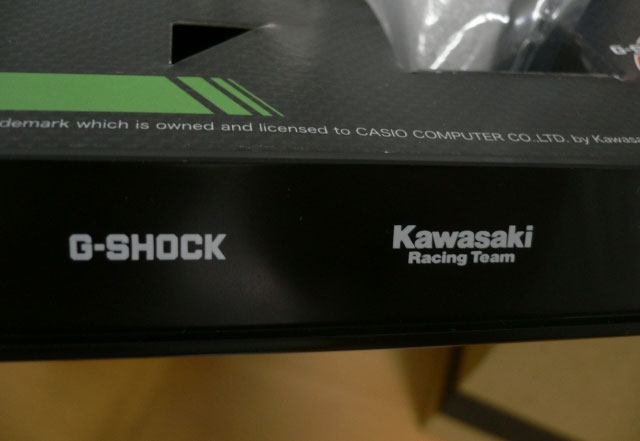 demark which is owned and licensed to CASIO COMPUTER CO.,LTD. by Kawasa
G-SHOCK
Kawasaki
Racing Team